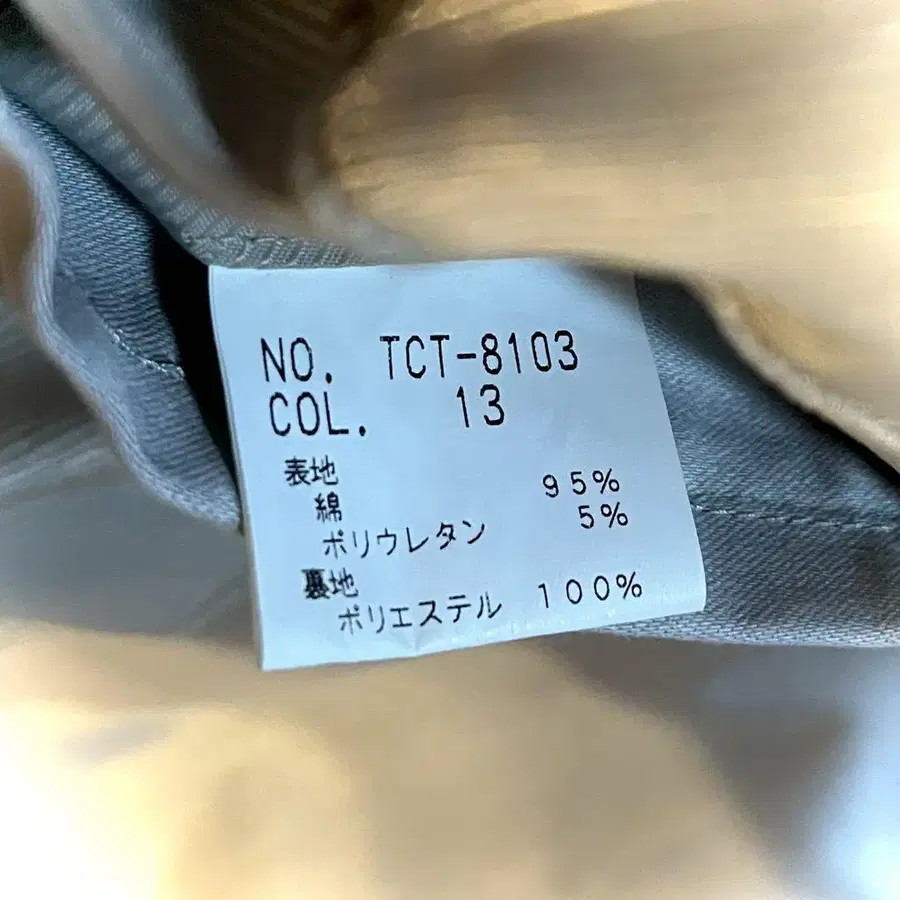 NO. TCT-8103
COL. 13
表地
綿 95%
ポリウレタン 5%
裏地
ポリエステル 100%